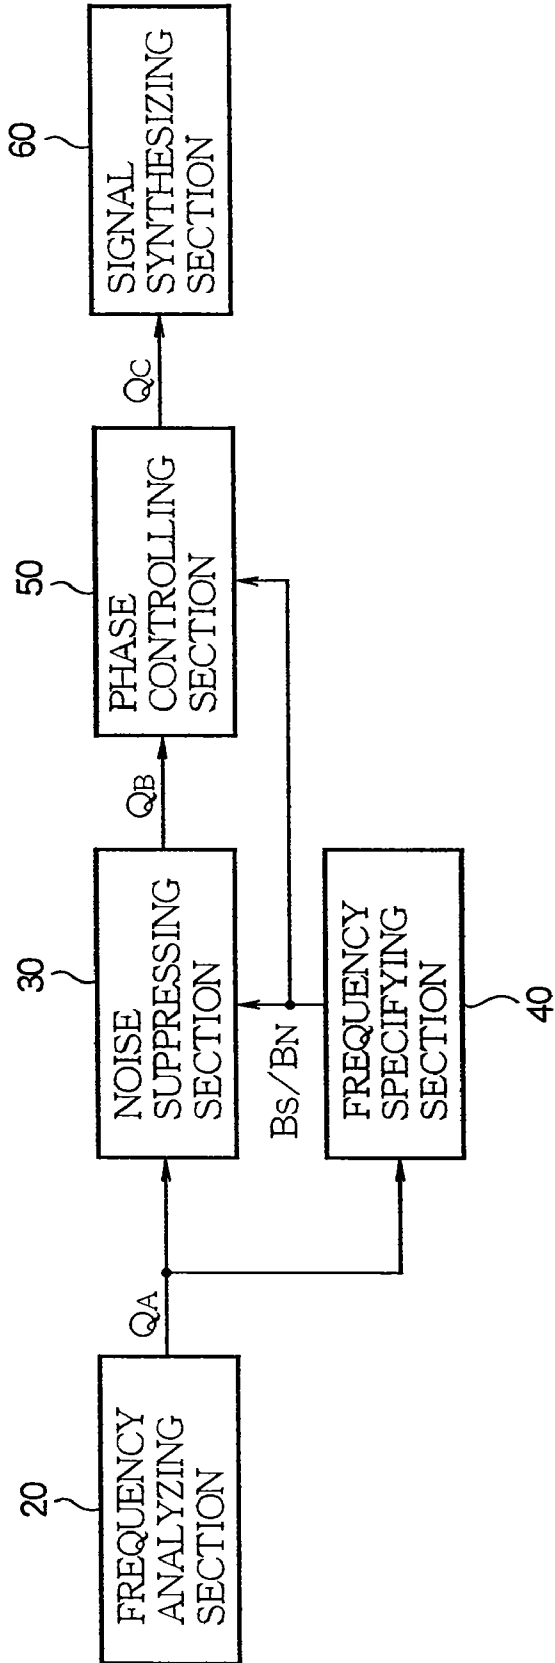 20
FREQUENCY
ANALYZING
SECTION
QA
30
NOISE
SUPPRESSING
SECTION
BS/BN
FREQUENCY
SPECIFYING
SECTION
40
QB
50
PHASE
CONTROLLING
SECTION
QC
60
SIGNAL
SYNTHESIZING
SECTION